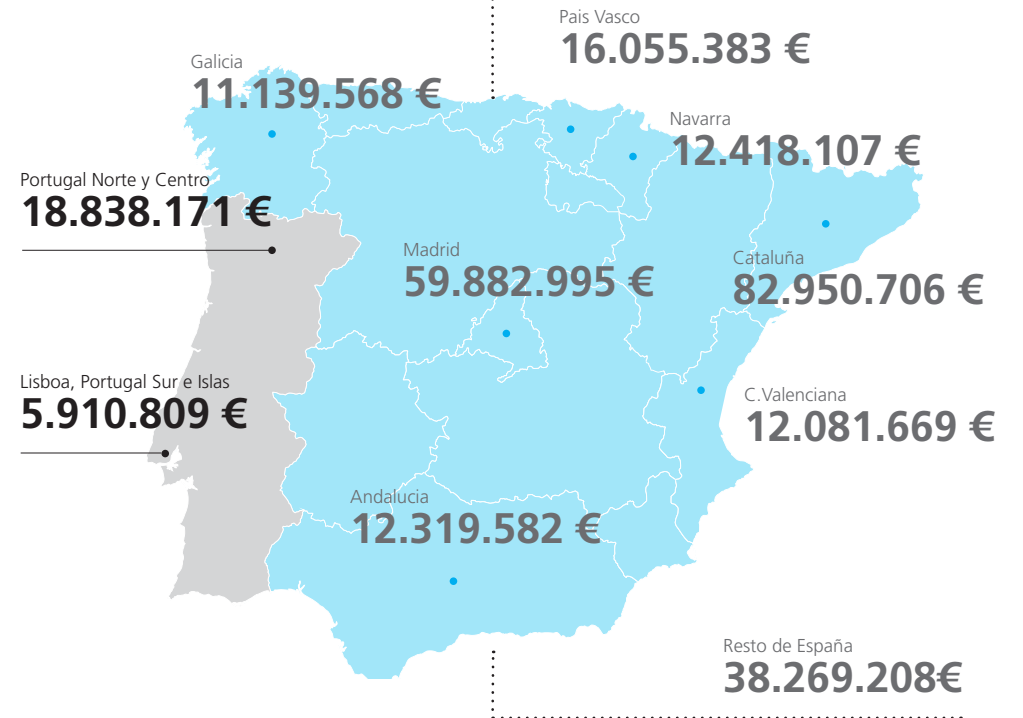 Pais Vasco
16.055.383 €
Galicia
11.139.568 €
Navarra
12.418.107 €
Portugal Norte y Centro
18.838.171 €
Madrid
59.882.995 €
Cataluña
82.950.706 €
Lisboa, Portugal Sur e Islas
5.910.809 €
C.Valenciana
12.081.669 €
Andalucia
12.319.582 €
Resto de España
38.269.208€